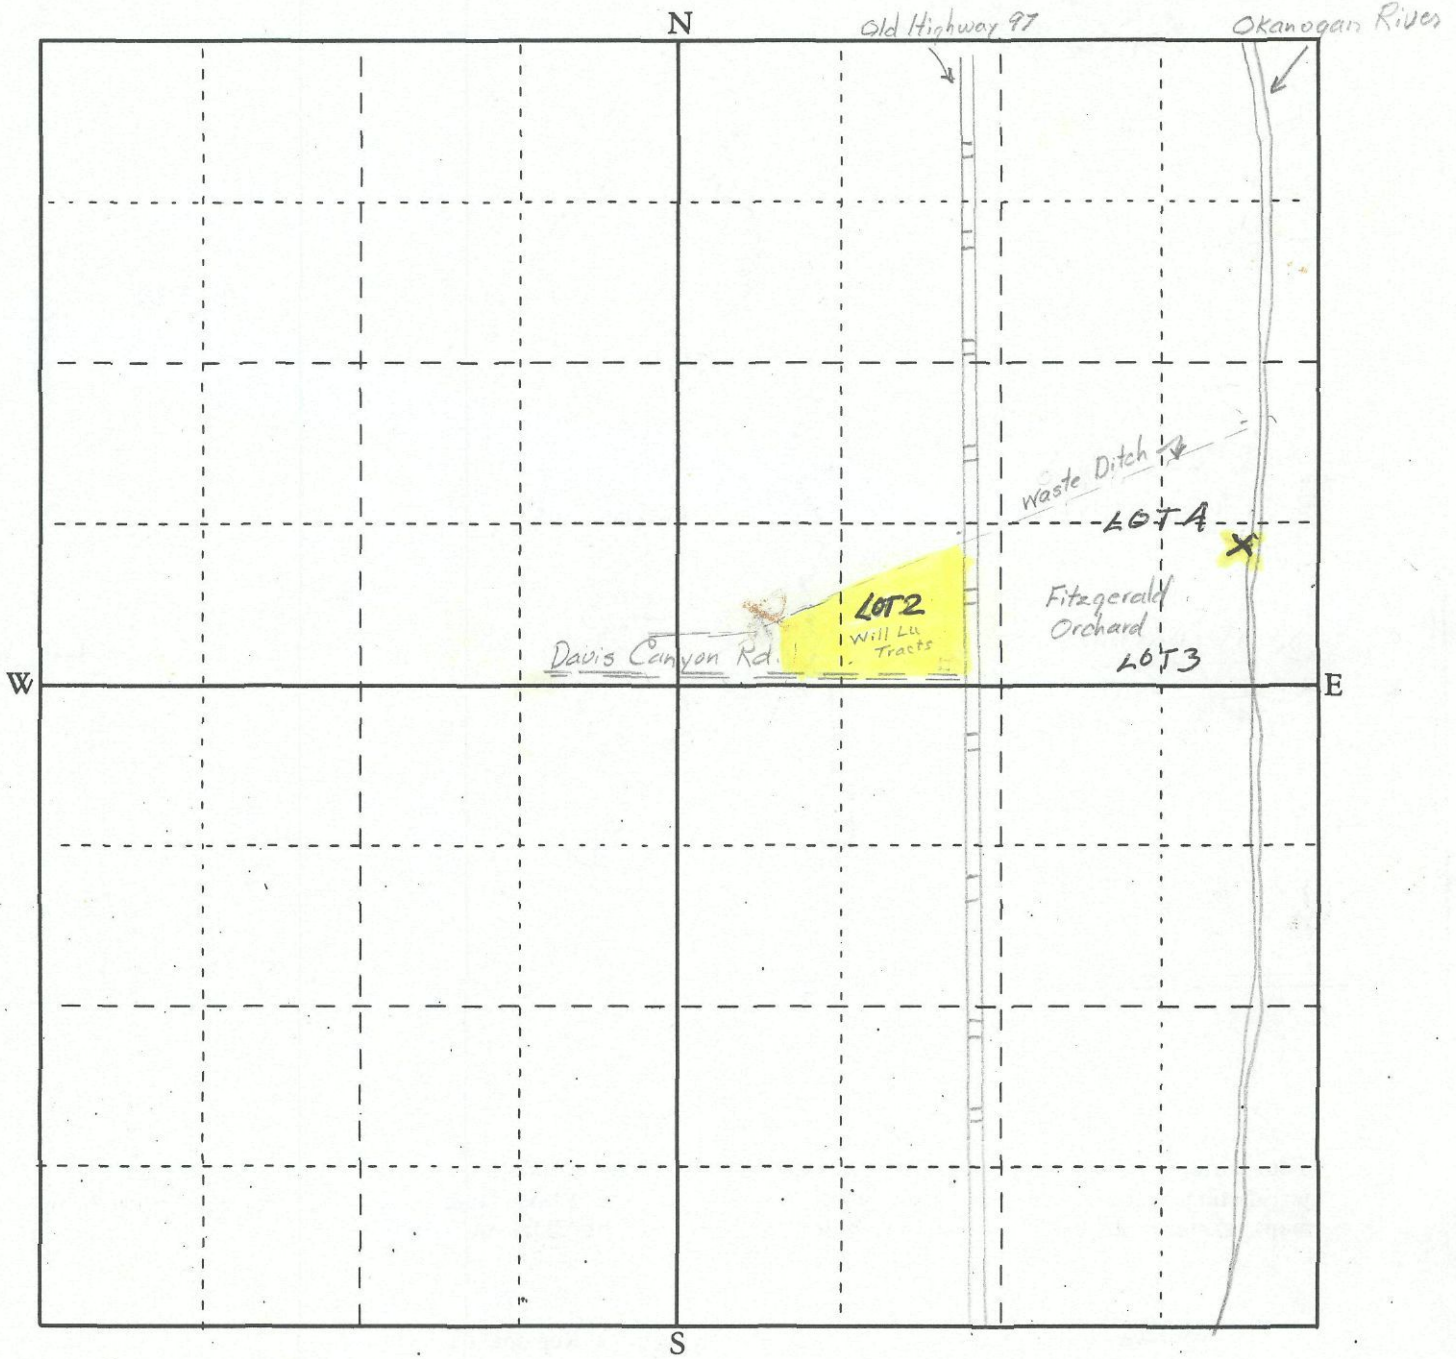 N
Old Highway 97
Okanogan River
Waste Ditch
LOT 4
X
LOT 2
Will Lu
Tracts
Fitzgerald
Orchard
LOT 3
Davis Canyon Rd.
W
E
S